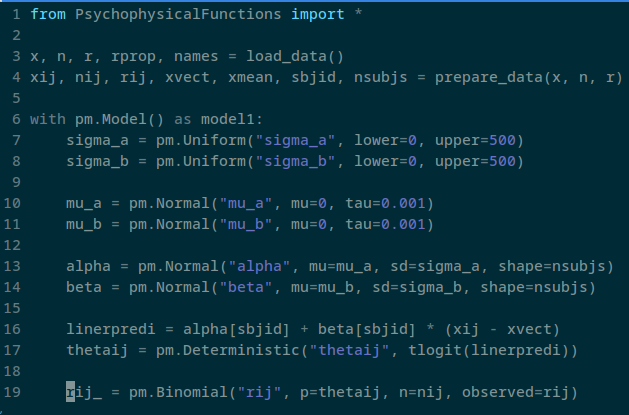 1 from PsychophysicalFunctions import *
2
3 x, n, r, rprop, names = load_data()
4 xij, nij, rij, xvect, xmean, sbjid, nsubjs = prepare_data(x, n, r)
5
6 with pm.Model() as model1:
7     sigma_a = pm.Uniform("sigma_a", lower=0, upper=500)
8     sigma_b = pm.Uniform("sigma_b", lower=0, upper=500)
9
10     mu_a = pm.Normal("mu_a", mu=0, tau=0.001)
11     mu_b = pm.Normal("mu_b", mu=0, tau=0.001)
12
13     alpha = pm.Normal("alpha", mu=mu_a, sd=sigma_a, shape=nsubjs)
14     beta = pm.Normal("beta", mu=mu_b, sd=sigma_b, shape=nsubjs)
15
16     linerpredi = alpha[sbjid] + beta[sbjid] * (xij - xvect)
17     thetaij = pm.Deterministic("thetaij", tlogit(linerpredi))
18
19     rij_ = pm.Binomial("rij", p=thetaij, n=nij, observed=rij)